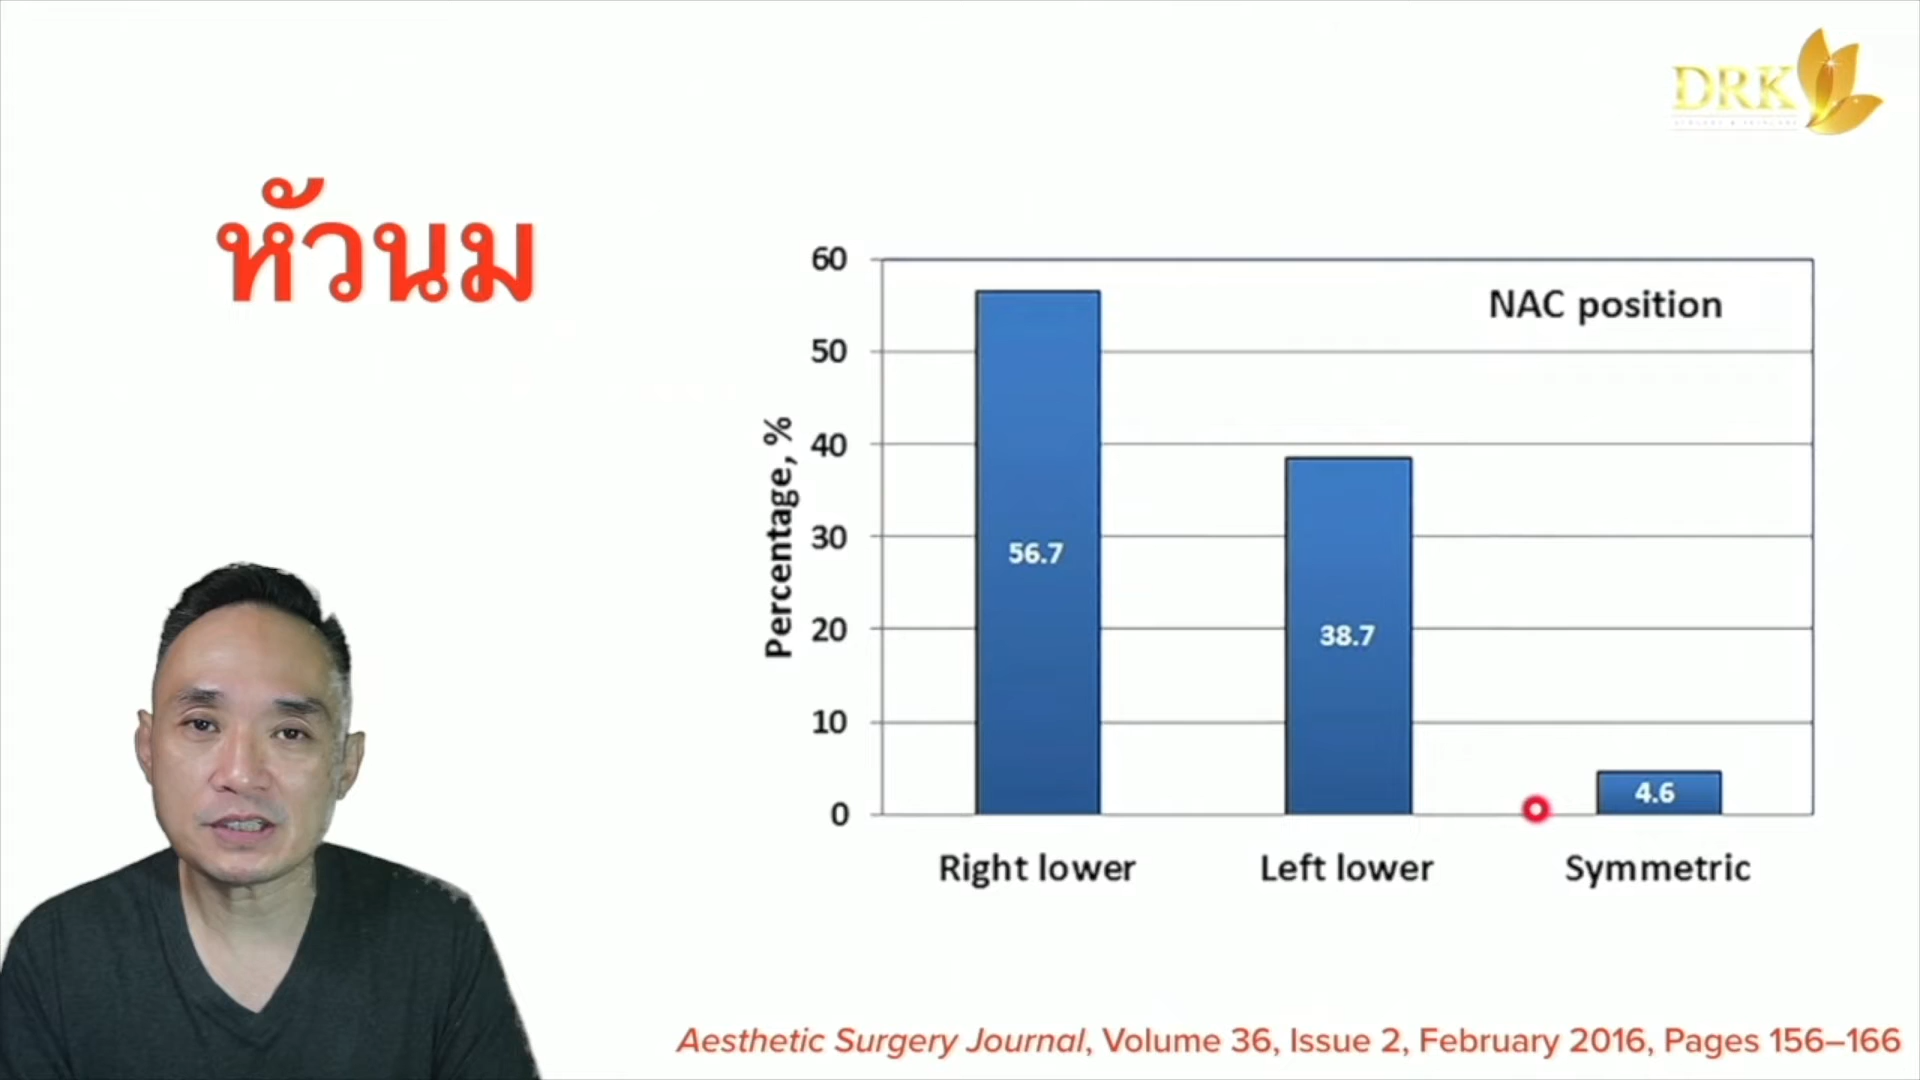 DRK
หัวนม
NAC position
Percentage, %
60
50
40
30
20
10
0
56.7
38.7
4.6
Right lower
Left lower
Symmetric
Aesthetic Surgery Journal, Volume 36, Issue 2, February 2016, Pages 156–166